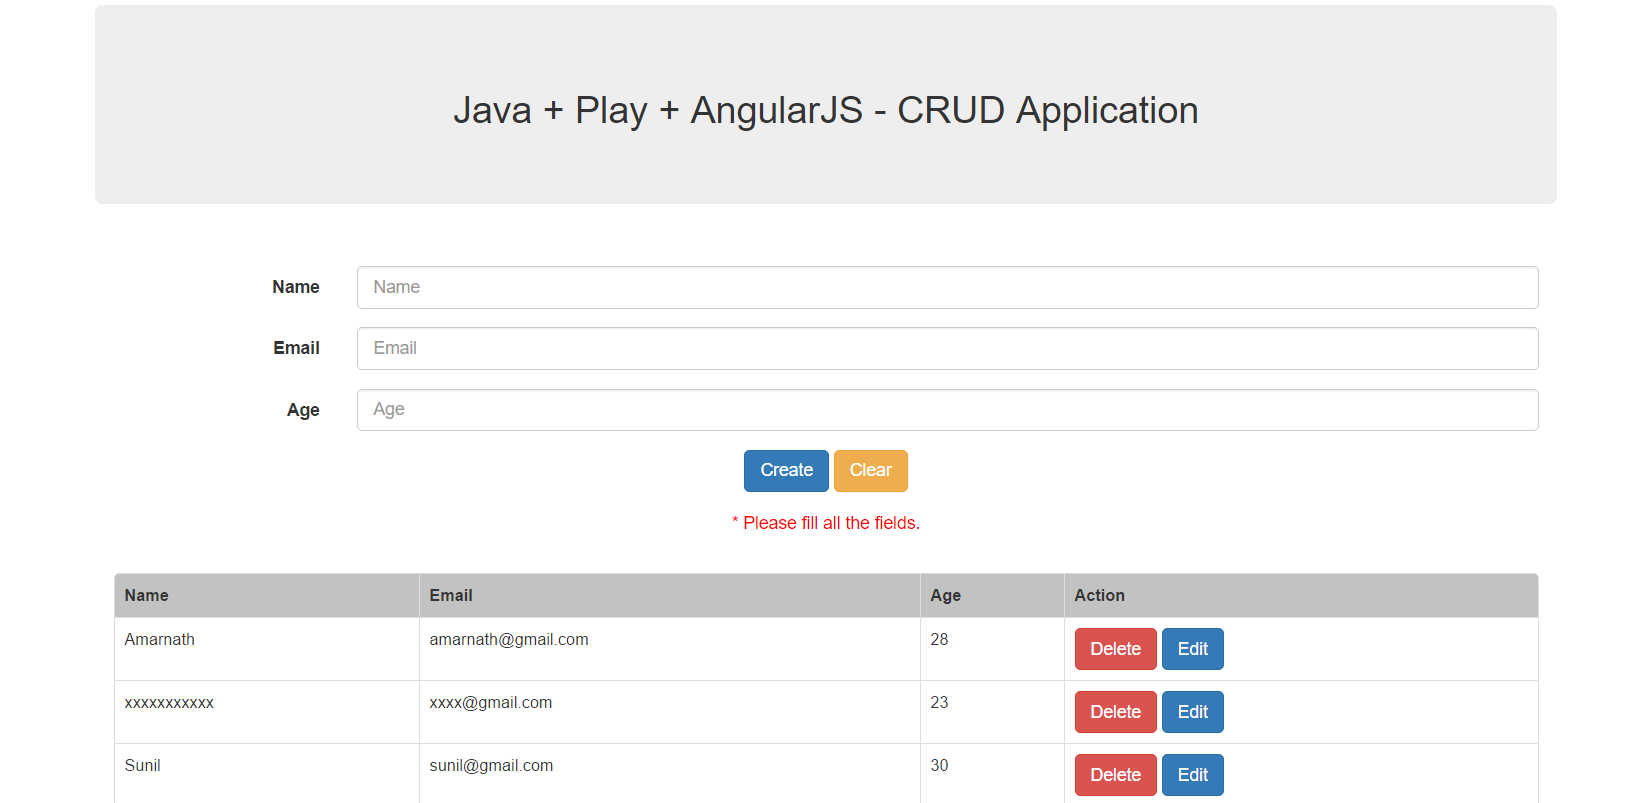 Java + Play + AngularJS - CRUD Application
Name Name
Email Email
Age Age
Create Clear
* Please fill all the fields.
Name Email Age Action
Amarnath amarnath@gmail.com 28 Delete Edit
xxxxxxxxxxx xxxx@gmail.com 23 Delete Edit
Sunil sunil@gmail.com 30 Delete Edit